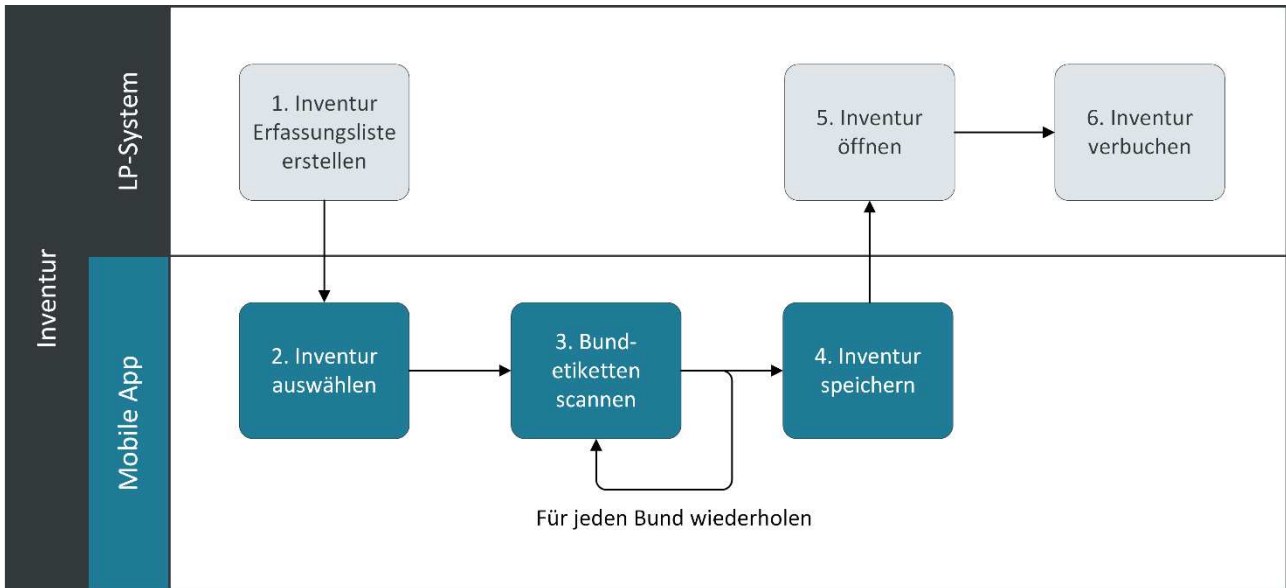 Inventur
LP-System
1. Inventur
Erfassungsliste
erstellen
5. Inventur
öffnen
6. Inventur
verbuchen
Mobile App
2. Inventur
auswählen
3. Bund-
etiketten
scannen
4. Inventur
speichern
Für jeden Bund wiederholen